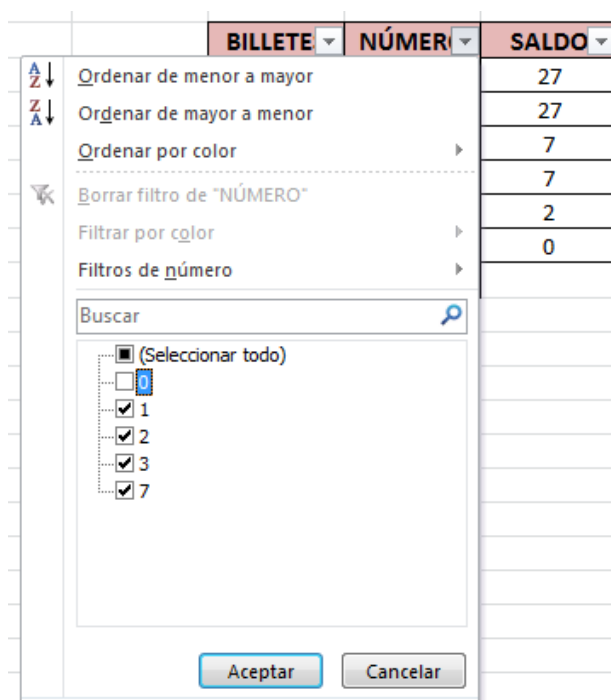 BILLETE NÚMER SALDO
Ordenar de menor a mayor 27
Ordenar de mayor a menor 27
Ordenar por color 7
Borrar filtro de "NÚMERO" 7
Filtrar por color 2
Filtros de número 0
Buscar
(Seleccionar todo)
0
1
2
3
7
Aceptar Cancelar